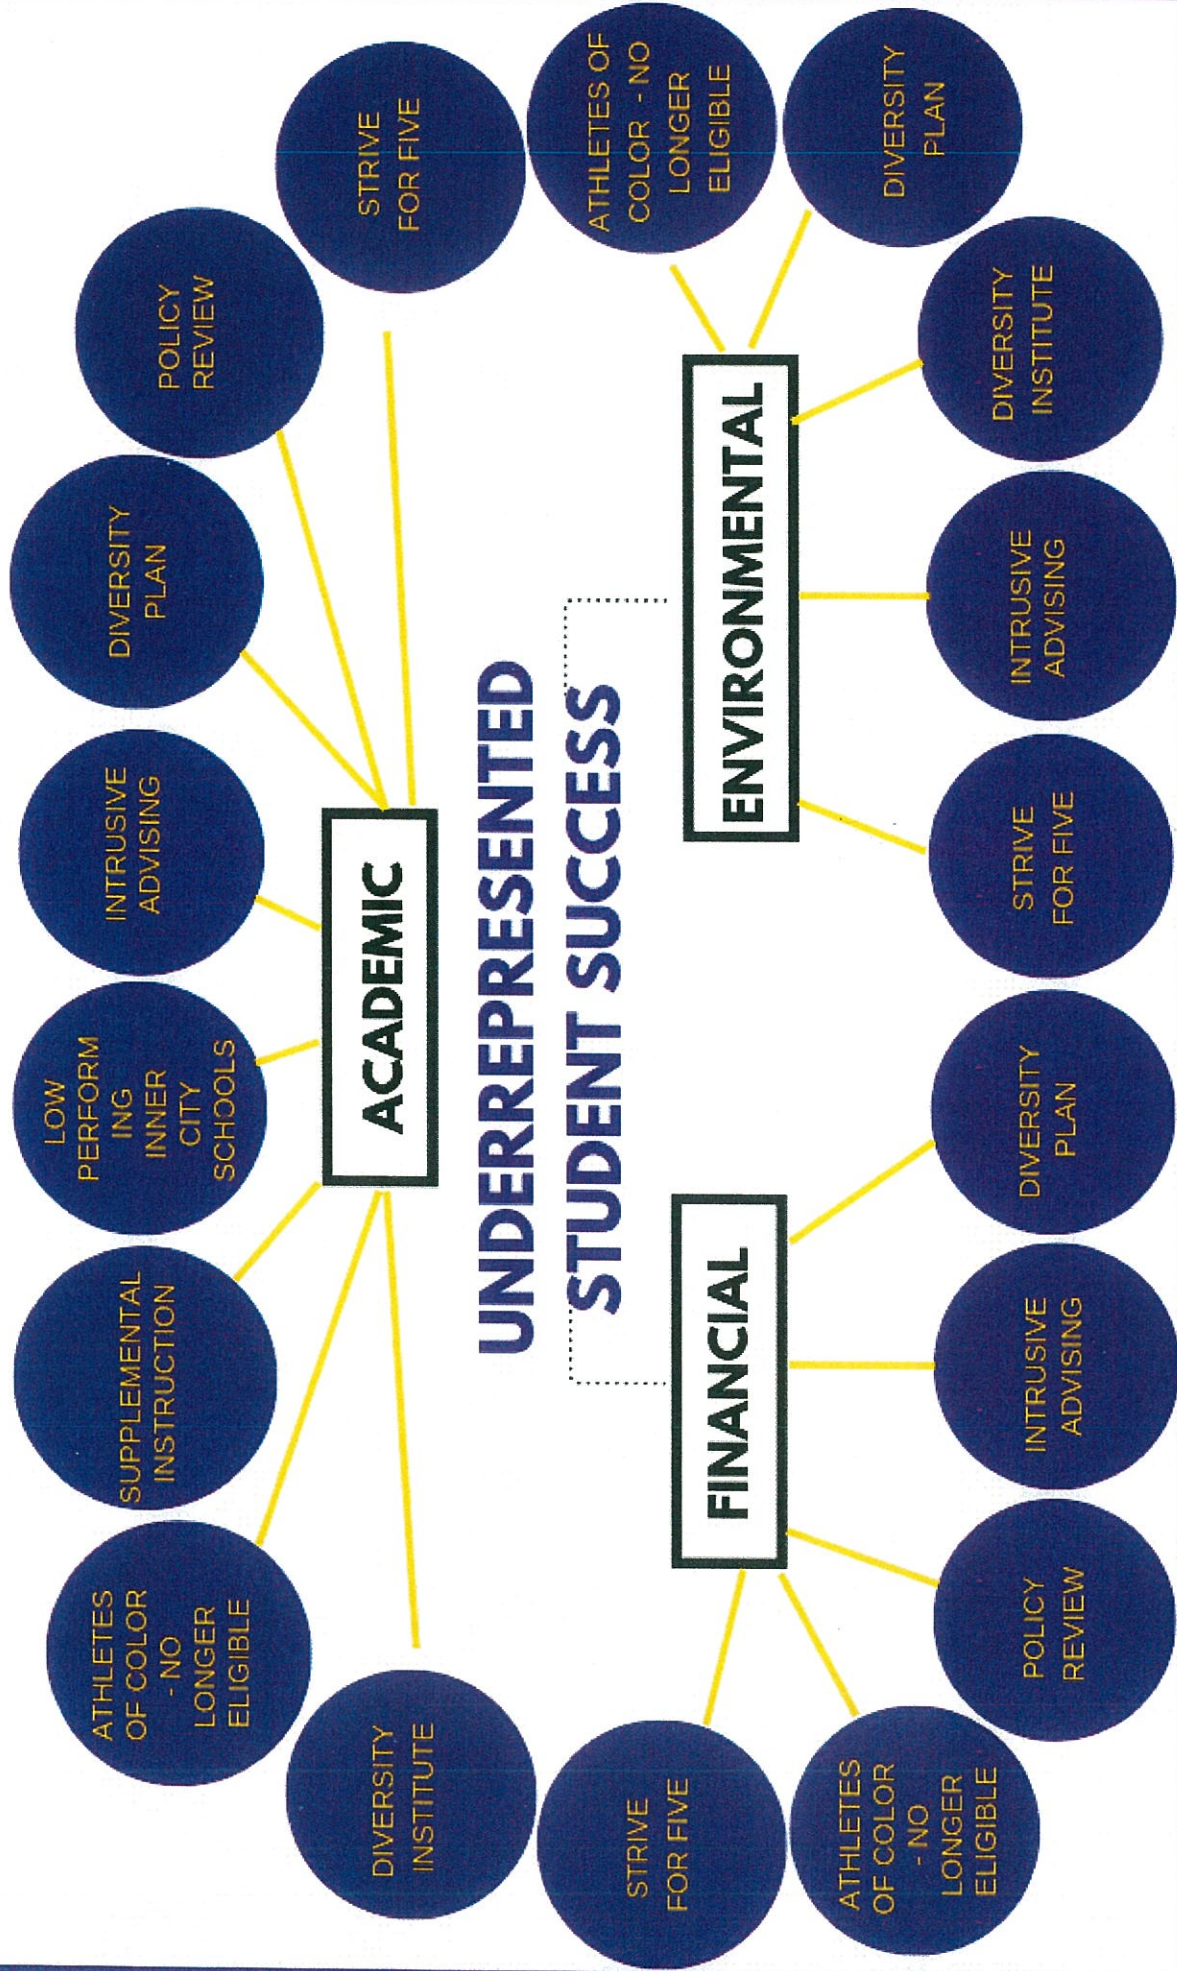 DIVERSITY
INSTITUTE
ATHLETES
OF COLOR
- NO
LONGER
ELIGIBLE
SUPPLEMENTAL
INSTRUCTION
LOW
PERFORM
ING
INNER
CITY
SCHOOLS
INTRUSIVE
ADVISING
DIVERSITY
PLAN
POLICY
REVIEW
STRIVE
FOR FIVE
ACADEMIC
UNDERREPRESENTED
STUDENT SUCCESS
FINANCIAL
STRIVE
FOR FIVE
ATHLETES
OF COLOR
- NO
LONGER
ELIGIBLE
POLICY
REVIEW
INTRUSIVE
ADVISING
DIVERSITY
PLAN
ENVIRONMENTAL
STRIVE
FOR FIVE
INTRUSIVE
ADVISING
DIVERSITY
INSTITUTE
DIVERSITY
PLAN
ATHLETES OF
COLOR - NO
LONGER
ELIGIBLE